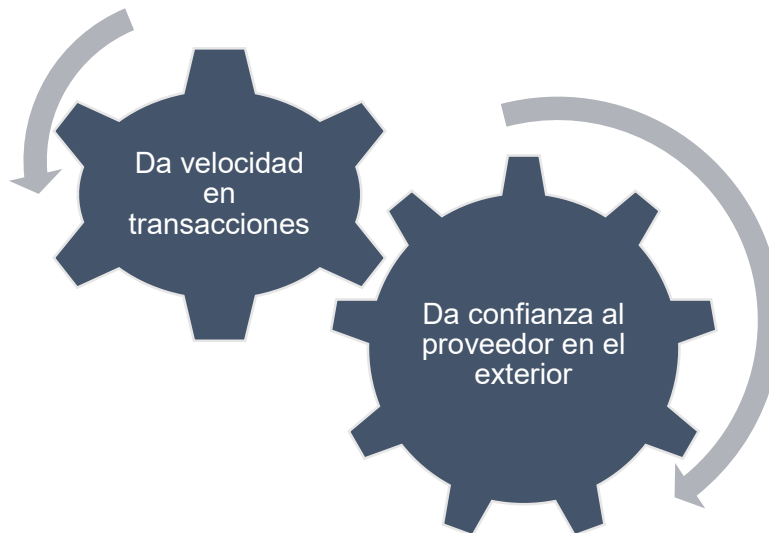 Da velocidad
en
transacciones
Da confianza al
proveedor en el
exterior